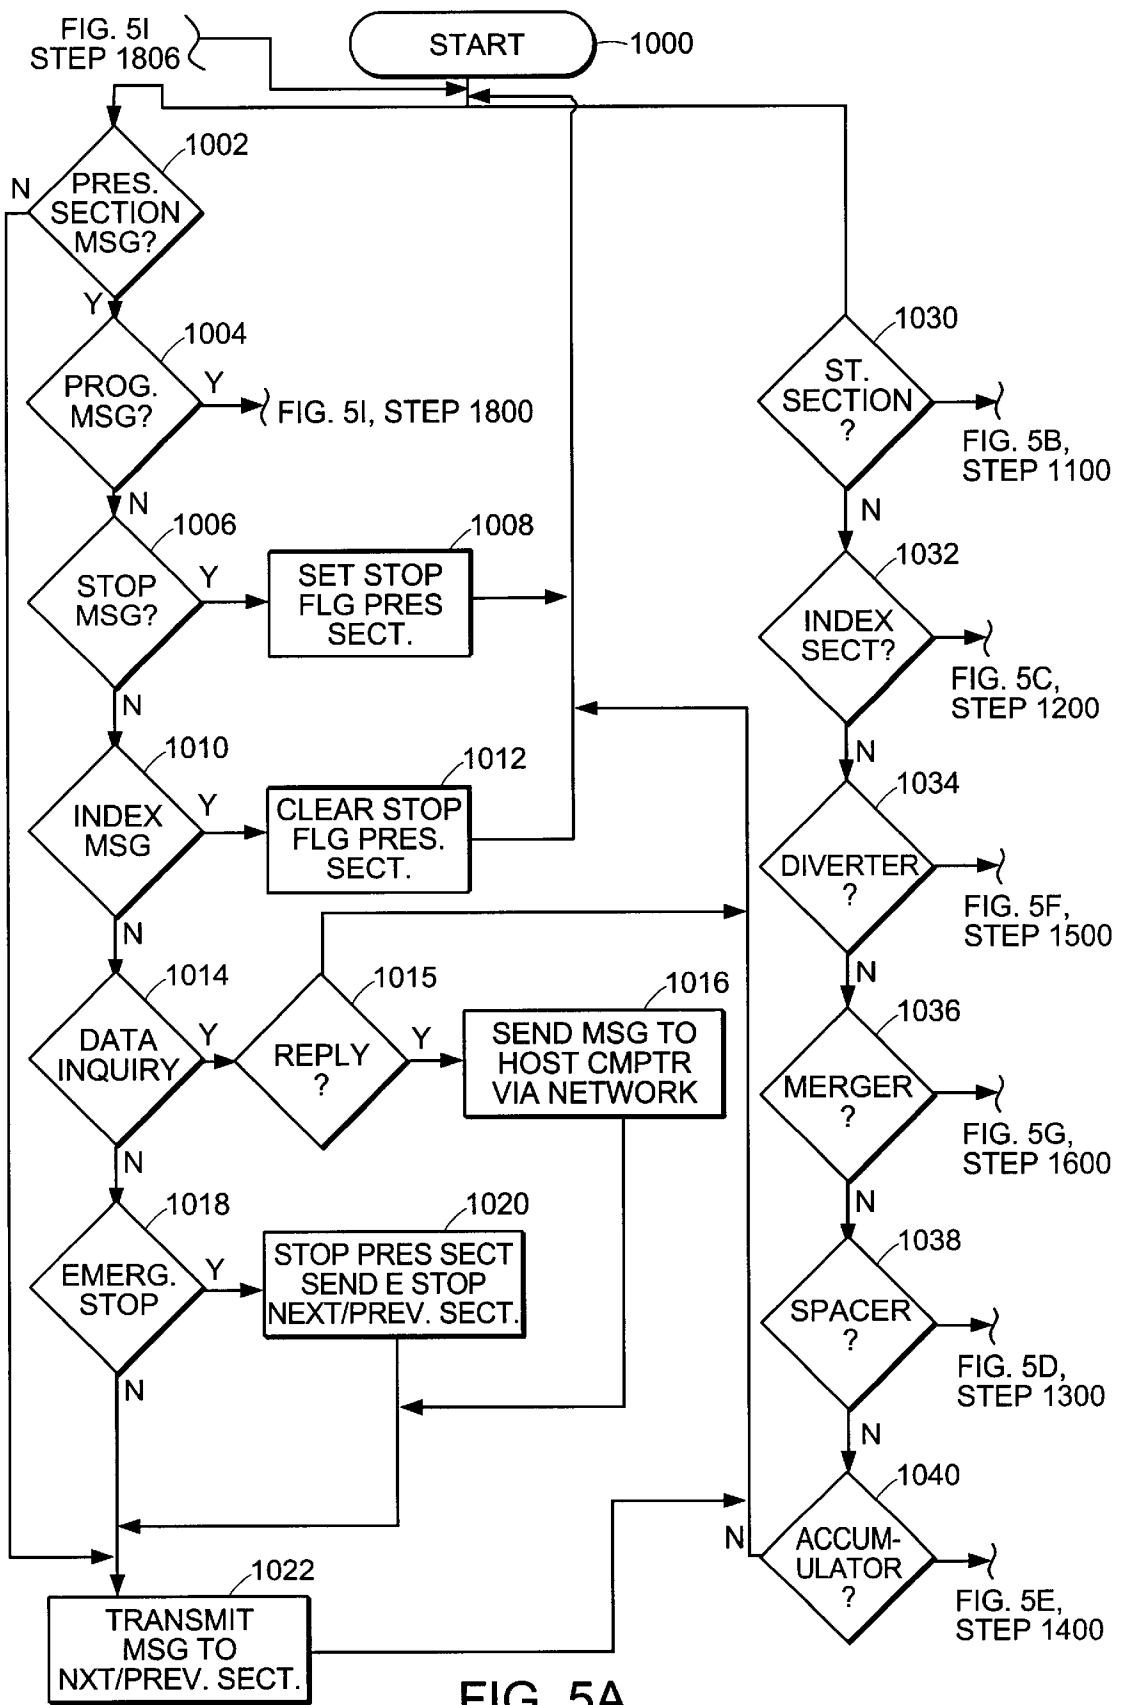 FIG. 5I
STEP 1806
START
1000
1002
N
PRES.
SECTION
MSG?
Y
1004
PROG.
MSG?
Y
FIG. 5I, STEP 1800
N
1006
STOP
MSG?
Y
1008
SET STOP
FLG PRES
SECT.
N
1010
INDEX
MSG
Y
1012
CLEAR STOP
FLG PRES.
SECT.
N
1014
DATA
INQUIRY
Y
1015
REPLY
?
Y
1016
SEND MSG TO
HOST CMPTR
VIA NETWORK
N
1018
EMERG.
STOP
Y
1020
STOP PRES SECT
SEND E STOP
NEXT/PREV. SECT.
N
1022
TRANSMIT
MSG TO
NXT/PREV. SECT.
1030
ST.
SECTION
?
FIG. 5B,
STEP 1100
N
1032
INDEX
SECT?
FIG. 5C,
STEP 1200
N
1034
DIVERTER
?
FIG. 5F,
STEP 1500
N
1036
MERGER
?
FIG. 5G,
STEP 1600
N
1038
SPACER
?
FIG. 5D,
STEP 1300
N
1040
N
ACCUM-
ULATOR
?
FIG. 5E,
STEP 1400
FIG. 5A